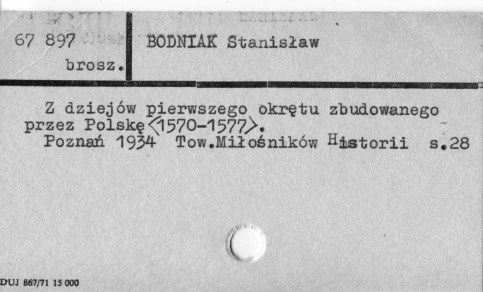 67 897 BODNIAK Stanisław
brosz.
Z dziejów pierwszego okrętu zbudowanego
przez Polskę <1570-1577>.
Poznań 1934 Tow.Miłośników Historii s.28
DUJ 867/71 15 000